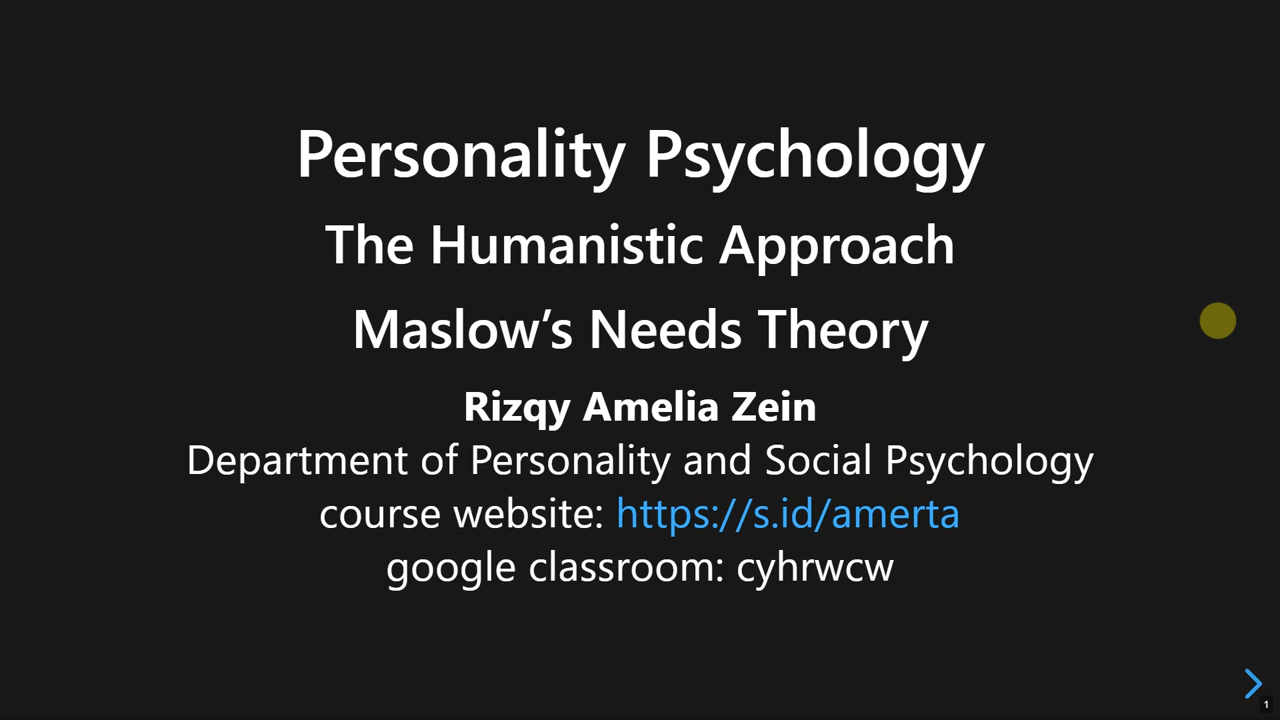 Personality Psychology
The Humanistic Approach
Maslow’s Needs Theory
Rizqy Amelia Zein
Department of Personality and Social Psychology
course website: https://s.id/amerta
google classroom: cyhrwcw
1